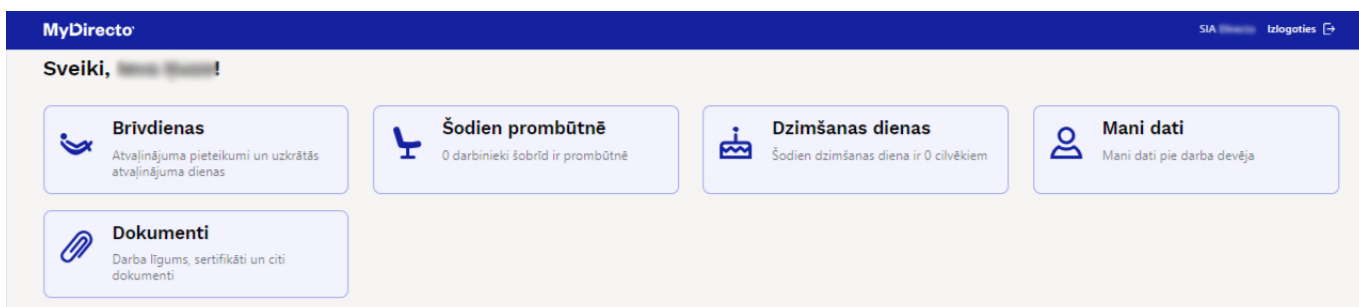 MyDirecto
SIA
Izlogoties
Sveiki, !
Brīvdienas
Atvaļinājuma pieteikumi un uzkrātās
atvaļinājuma dienas
Šodien prombūtnē
0 darbinieki šobrīd ir prombūtnē
Dzimšanas dienas
Šodien dzimšanas diena ir 0 cilvēkiem
Mani dati
Mani dati pie darba devēja
Dokumenti
Darba līgums, sertifikāti un citi
dokumenti